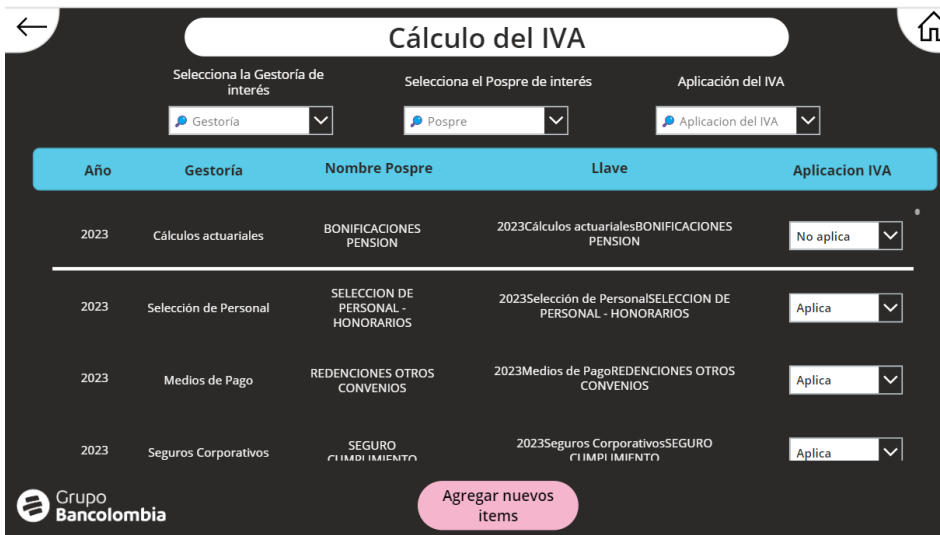 Cálculo del IVA
Selecciona la Gestoría de
interés
Selecciona el Pospre de interés
Aplicación del IVA
Gestoría
Pospre
Aplicacion del IVA
Año
Gestoría
Nombre Pospre
Llave
Aplicacion IVA
2023
Cálculos actuariales
BONIFICACIONES
PENSION
2023Cálculos actuarialesBONIFICACIONES
PENSION
No aplica
2023
Selección de Personal
SELECCION DE
PERSONAL -
HONORARIOS
2023Selección de PersonalSELECCION DE
PERSONAL - HONORARIOS
Aplica
2023
Medios de Pago
REDENCIONES OTROS
CONVENIOS
2023Medios de PagoREDENCIONES OTROS
CONVENIOS
Aplica
2023
Seguros Corporativos
SEGURO
CUMPLIMIENTO
2023Seguros CorporativosSEGURO
CUMPLIMIENTO
Aplica
Grupo
Bancolombia
Agregar nuevos
items